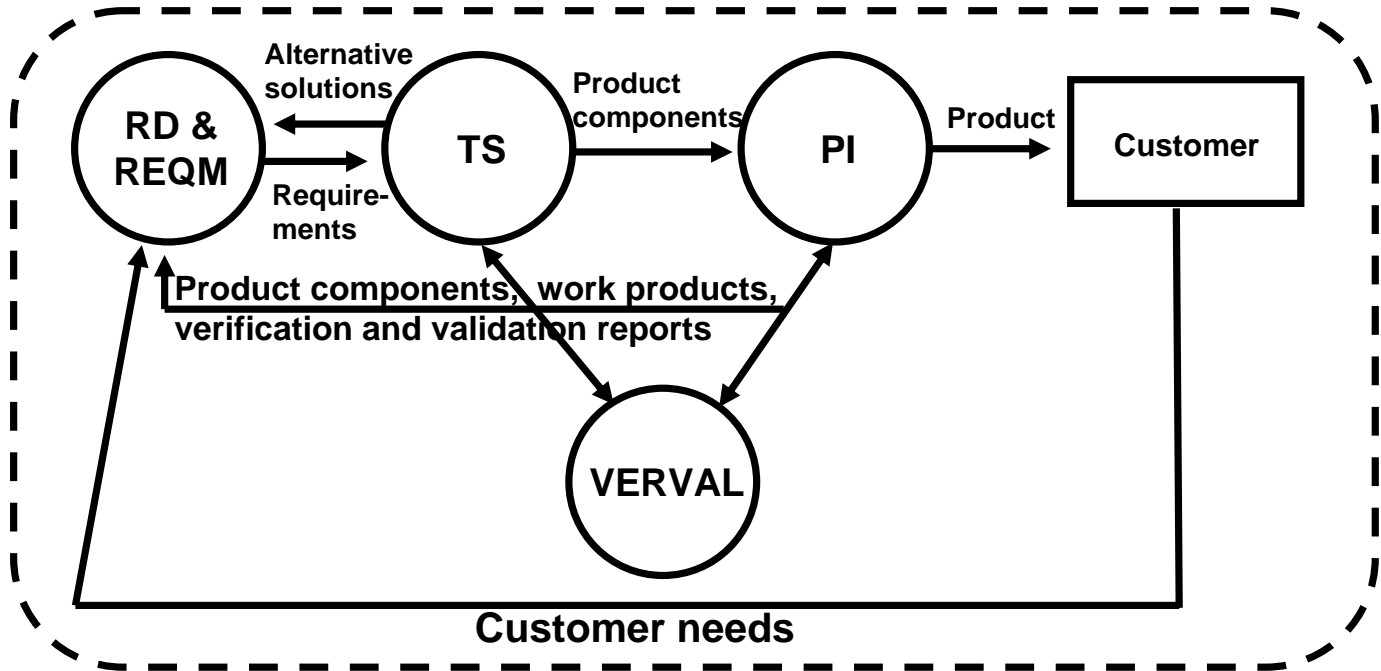 Alternative
solutions
RD &
REQM
Require-
ments
TS
Product
components
PI
Product
Customer
Product components,  work products,
verification and validation reports
VERVAL
Customer needs